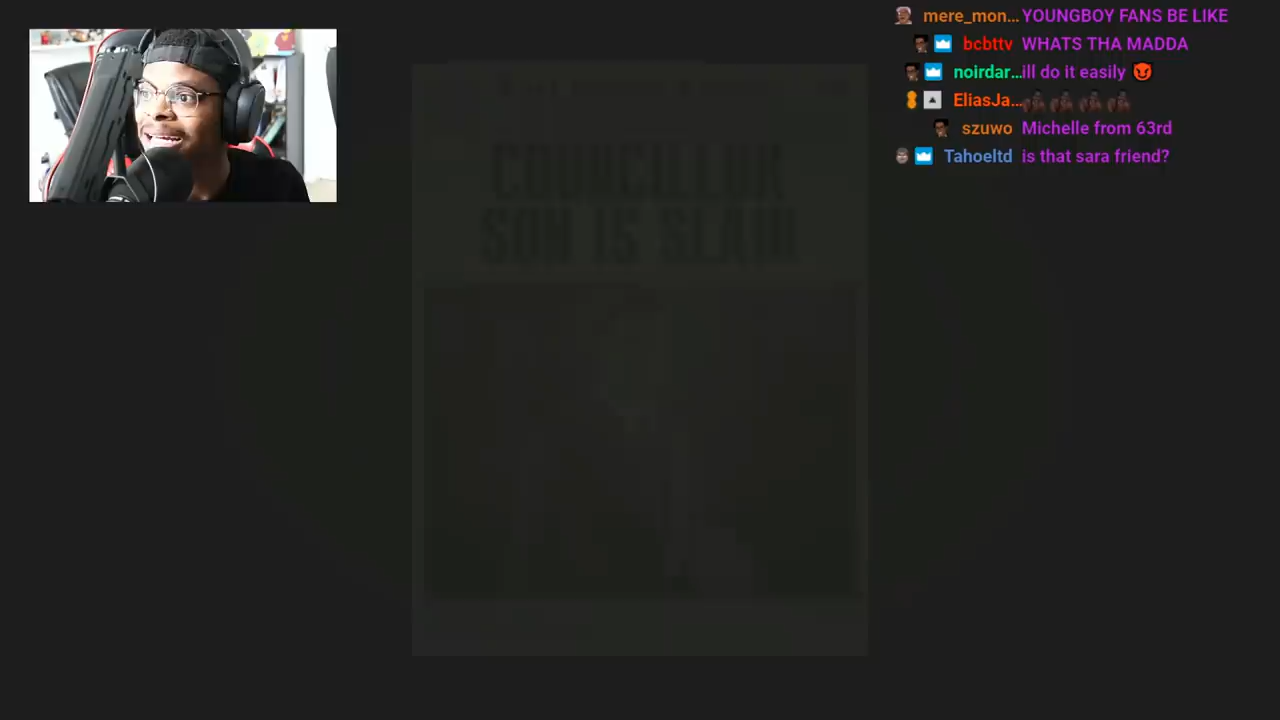 mere_mon... YOUNGBOY FANS BE LIKE
bcbttv WHATS THA MADDA
noirdar... ill do it easily
EliasJa...
szuwo Michelle from 63rd
Tahoeltd is that sara friend?
COUNCILLOR
SON IS SLAIN